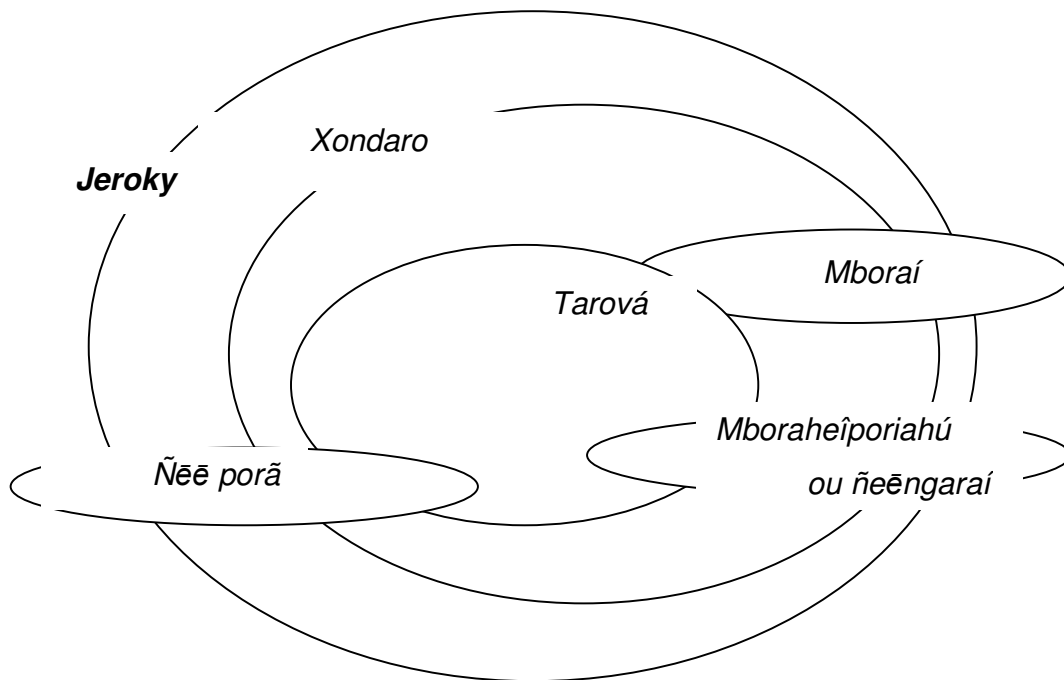 Xondaro
Jeroky
Mboraí
Tarová
Mboraheîporiahú
ou ñeēngaraí
Ñēē porã